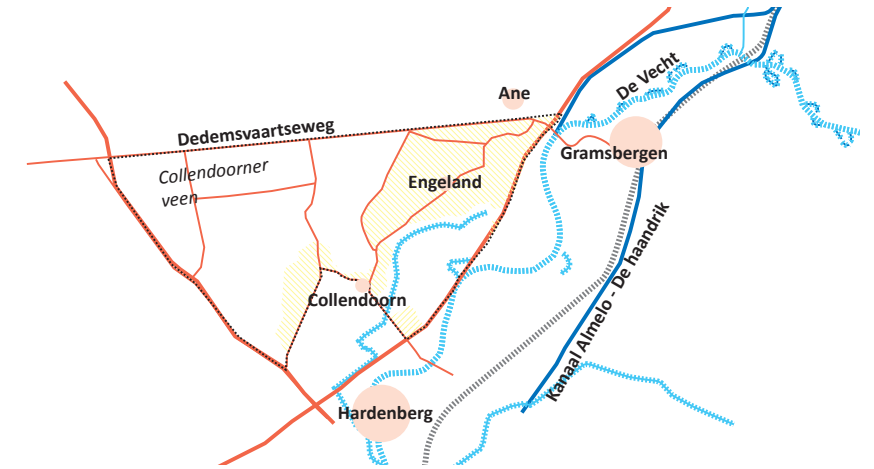 De Vecht
Ane
Dedemsvaartseweg
Gramsbergen
Collendoorner
veen
Engeland
Kanaal Almelo - De haandrik
Collendoorn
Hardenberg